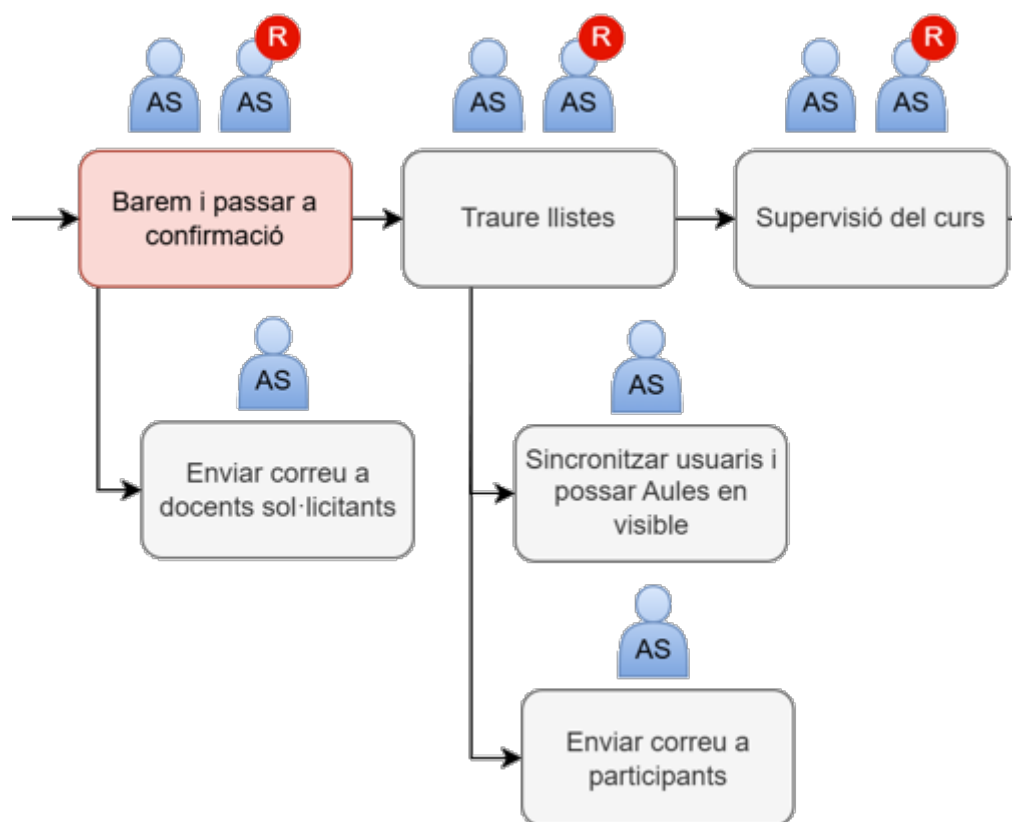 R
R
R
AS
AS
AS
AS
AS
AS
Barem i passar a
confirmació
Traure llistes
Supervisió del curs
AS
AS
Enviar correu a
docents sol·licitants
Sincritzar usuaris i
possar Aules en
visible
AS
Enviar correu a
participants